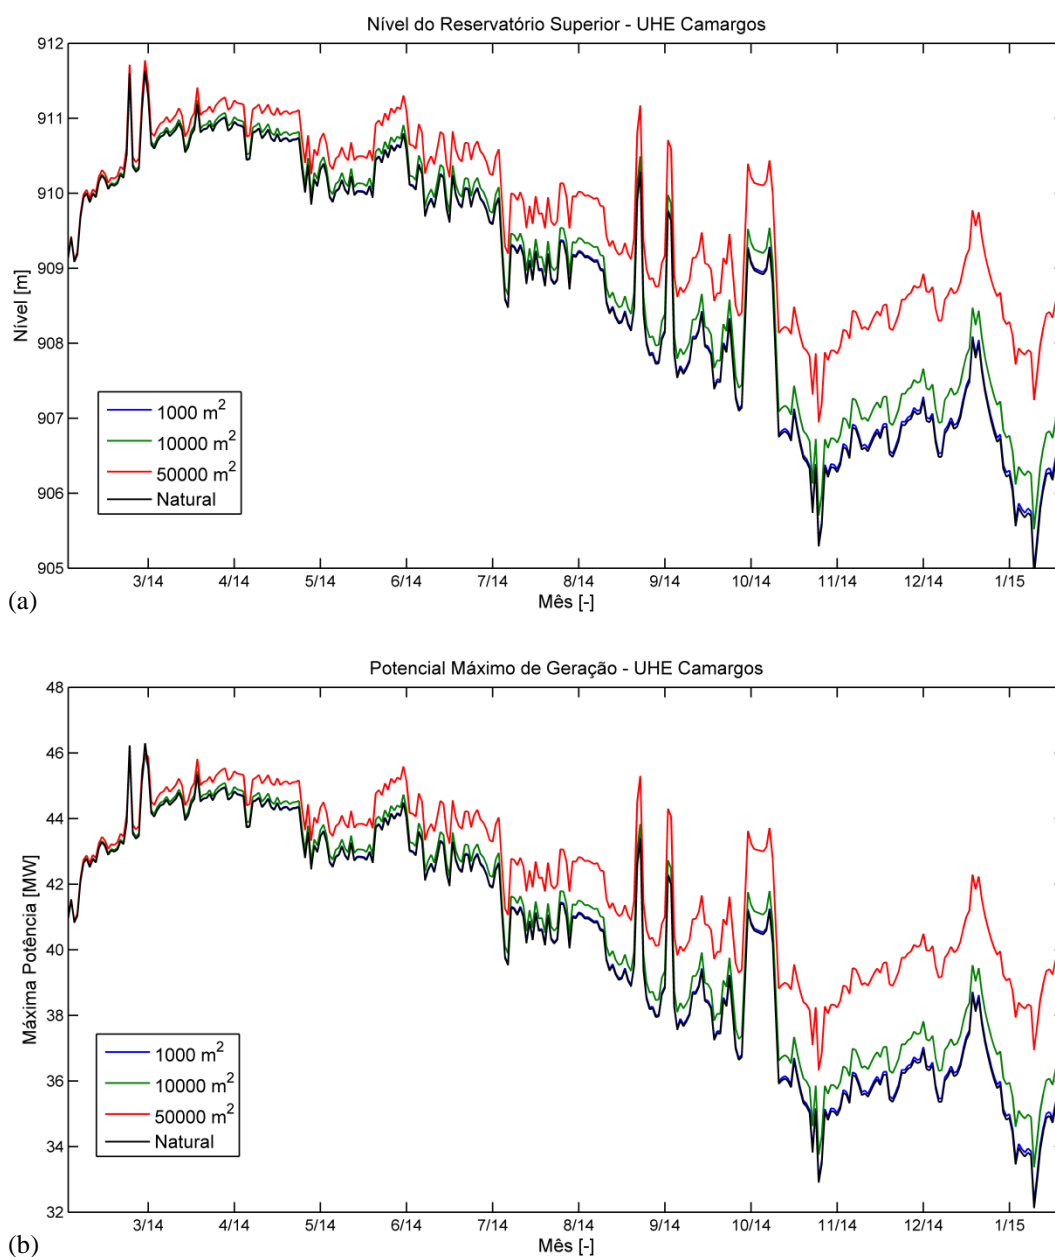 Nível do Reservatório Superior - UHE Camargos
912
911
910
909
908
907
906
905
Nível [m]
1000 m²
10000 m²
50000 m²
Natural
3/14 4/14 5/14 6/14 7/14 8/14 9/14 10/14 11/14 12/14 1/15
Mês [-]
(a)
Potencial Máximo de Geração - UHE Camargos
48
46
44
42
40
38
36
34
32
Máxima Potência [MW]
1000 m²
10000 m²
50000 m²
Natural
3/14 4/14 5/14 6/14 7/14 8/14 9/14 10/14 11/14 12/14 1/15
Mês [-]
(b)